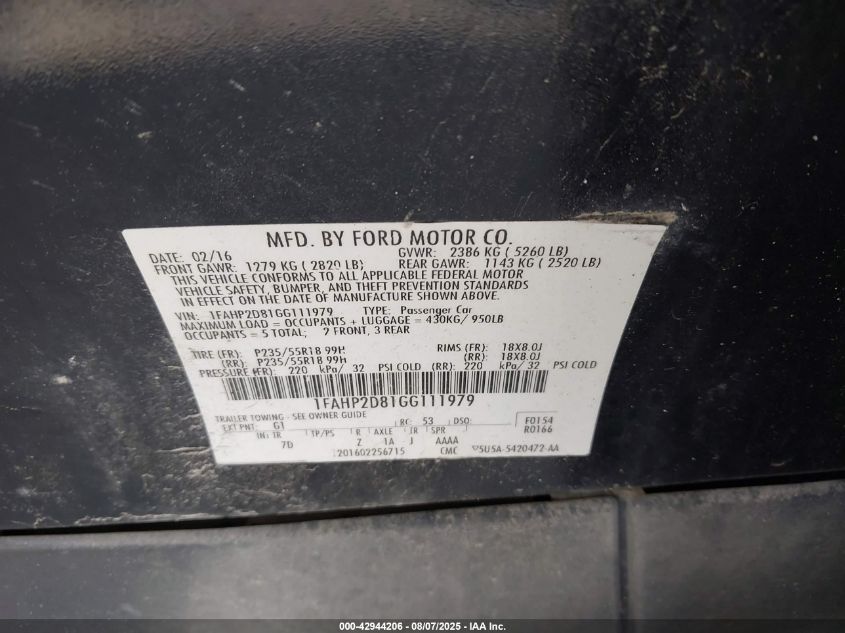 MFD. BY FORD MOTOR CO.
DATE: 02/16 GVWR: 2386 KG ( 5260 LB)
FRONT GAWR: 1279 KG ( 2820 LB) REAR GAWR: 1143 KG ( 2520 LB)
THIS VEHICLE CONFORMS TO ALL APPLICABLE FEDERAL MOTOR
VEHICLE SAFETY, BUMPER, AND THEFT PREVENTION STANDARDS
IN EFFECT ON THE DATE OF MANUFACTURE SHOWN ABOVE.
VIN: 1FAHP2D81GG111979 TYPE: Passenger Car
MAXIMUM LOAD = OCCUPANTS + LUGGAGE = 430KG/ 950LB
OCCUPANTS = 5 TOTAL; 2 FRONT, 3 REAR
TIRE (FR): P235/55R18 99H RIMS (FR): 18X8.0J
(RR): P235/55R18 99H (RR): 18X8.0J
PRESSURE (FR): 220 kPa/ 32 PSI COLD (RR): 220 kPa/ 32 PSI COLD
1FAHP2D81GG111979
TRAILER TOWING - SEE OWNER GUIDE
EXT PNT: G1 RC: 53 DSO: F0154
INT TR TP/PS R AXLE TR SPR R0166
7D Z 1A J AAAA
201602256715 CMC 5U5A-5420472-AA
000-42944206 - 08/07/2025 - IAA Inc.